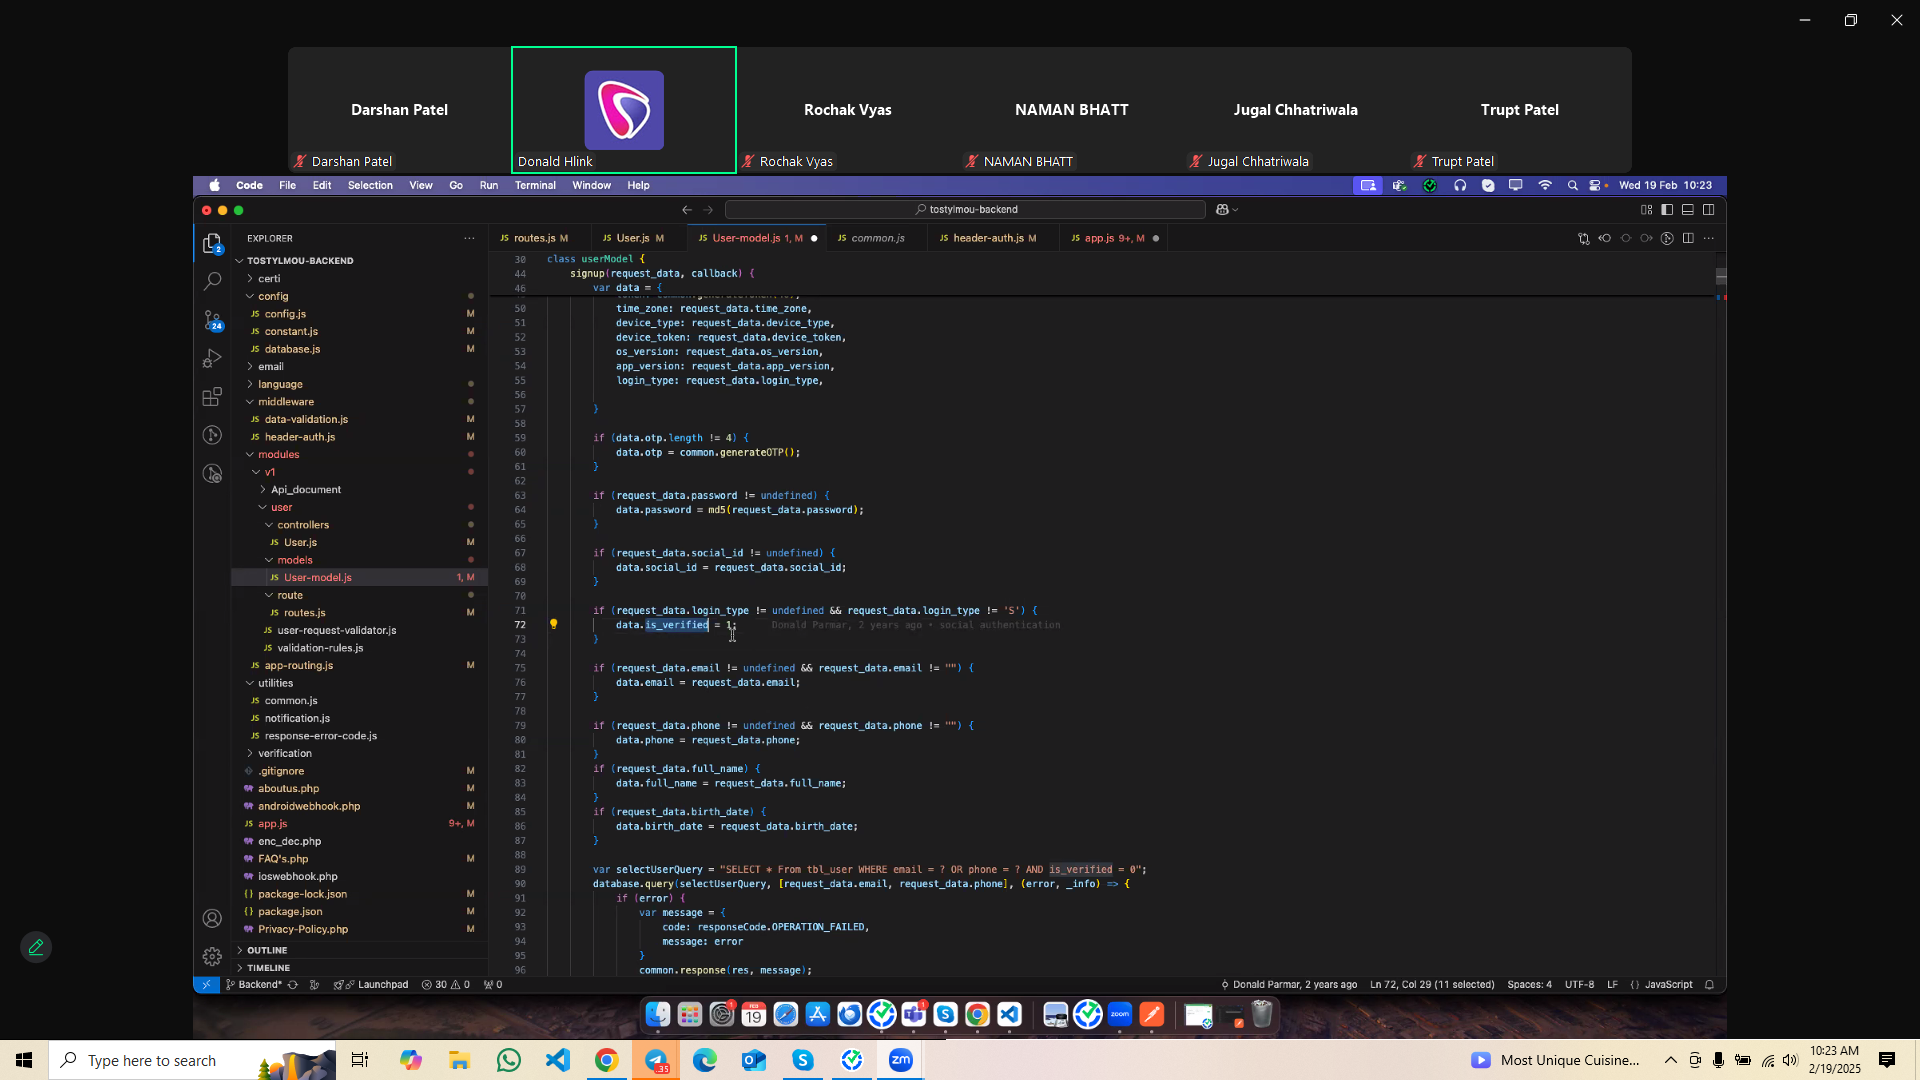 Darshan Patel
Rochak Vyas
NAMAN BHATT
Jugal Chhatriwala
Trupt Patel
Darshan Patel
Donald Hlink
Rochak Vyas
NAMAN BHATT
Jugal Chhatriwala
Trupt Patel
Code File Edit Selection View Go Run Terminal Window Help
Wed 19 Feb 10:23
tostylmou-backend
EXPLORER
routes.js M
User.js M
User-model.js 1, M
common.js
header-auth.js M
app.js 9+, M
TOSTYLMOU-BACKEND
certi
config
config.js M
constant.js M
database.js M
email
language
middleware
data-validation.js M
header-auth.js M
modules
v1
Api_document
user
controllers
User.js M
models
User-model.js 1, M
route
routes.js M
user-request-validator.js M
validation-rules.js M
app-routing.js M
utilities
common.js M
notification.js M
response-error-code.js M
verification
.gitignore M
aboutus.php M
androidwebhook.php M
app.js 9+, M
enc_dec.php
FAQ's.php M
ioswebhook.php
package-lock.json M
package.json M
Privacy-Policy.php M
OUTLINE
TIMELINE
30 class userModel {
44 signup(request_data, callback) {
46 var data = {
50 time_zone: request_data.time_zone,
51 device_type: request_data.device_type,
52 device_token: request_data.device_token,
53 os_version: request_data.os_version,
54 app_version: request_data.app_version,
55 login_type: request_data.login_type,
56
57 }
58
59 if (data.otp.length != 4) {
60 data.otp = common.generateOTP();
61 }
62
63 if (request_data.password != undefined) {
64 data.password = md5(request_data.password);
65 }
66
67 if (request_data.social_id != undefined) {
68 data.social_id = request_data.social_id;
69 }
70
71 if (request_data.login_type != undefined && request_data.login_type != 'S') {
72 data.is_verified = 1; Donald Parmar, 2 years ago • social authentication
73 }
74
75 if (request_data.email != undefined && request_data.email != "") {
76 data.email = request_data.email;
77 }
78
79 if (request_data.phone != undefined && request_data.phone != "") {
80 data.phone = request_data.phone;
81 }
82 if (request_data.full_name) {
83 data.full_name = request_data.full_name;
84 }
85 if (request_data.birth_date) {
86 data.birth_date = request_data.birth_date;
87 }
88
89 var selectUserQuery = "SELECT * From tbl_user WHERE email = ? OR phone = ? AND is_verified = 0";
90 database.query(selectUserQuery, [request_data.email, request_data.phone], (error, _info) => {
91 if (error) {
92 var message = {
93 code: responseCode.OPERATION_FAILED,
94 message: error
95 }
96 common.response(res, message);
Backend* Launchpad 30 0 0
Donald Parmar, 2 years ago Ln 72, Col 29 (11 selected) Spaces: 4 UTF-8 LF {} JavaScript
Type here to search
Most Unique Cuisine...
10:23 AM
2/19/2025